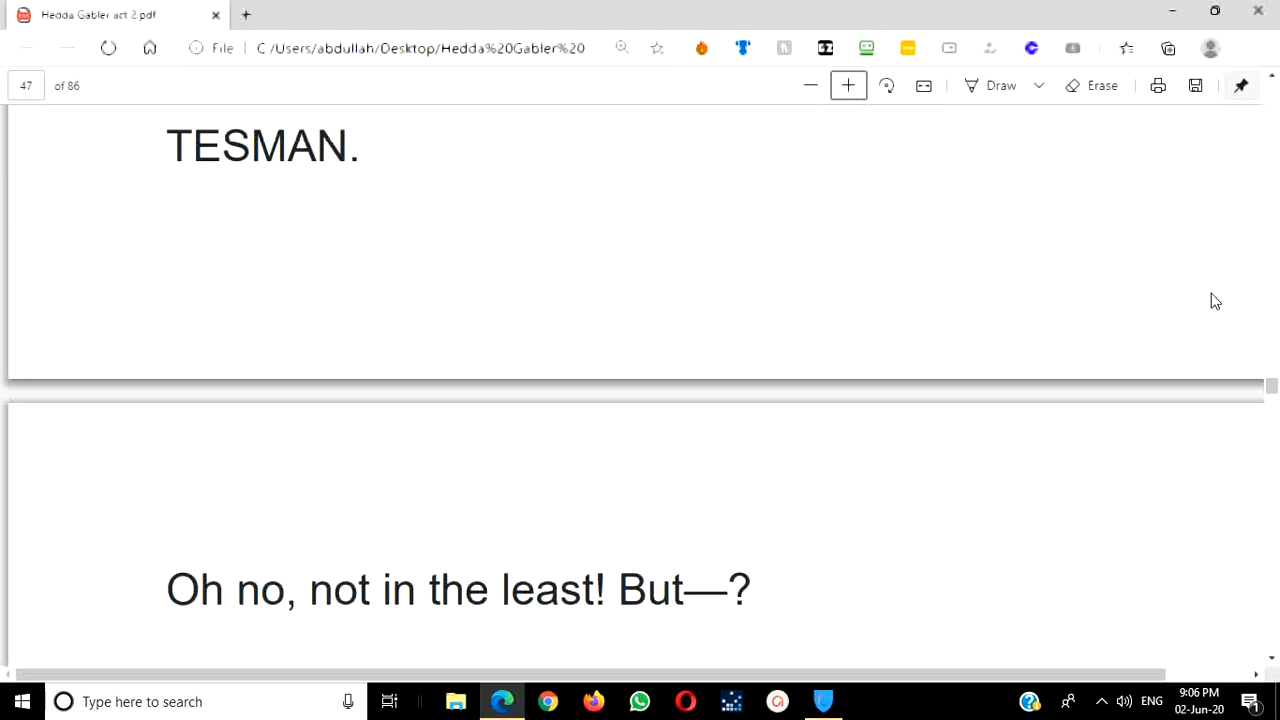 Hedda Gabler act 2.pdf
File
C /Users/abdullah/Desktop/Hedda%20Gabler%20
47 of 86
Draw
Erase
TESMAN.
Oh no, not in the least! But—?
Type here to search
ENG
9:06 PM
02-Jun-20